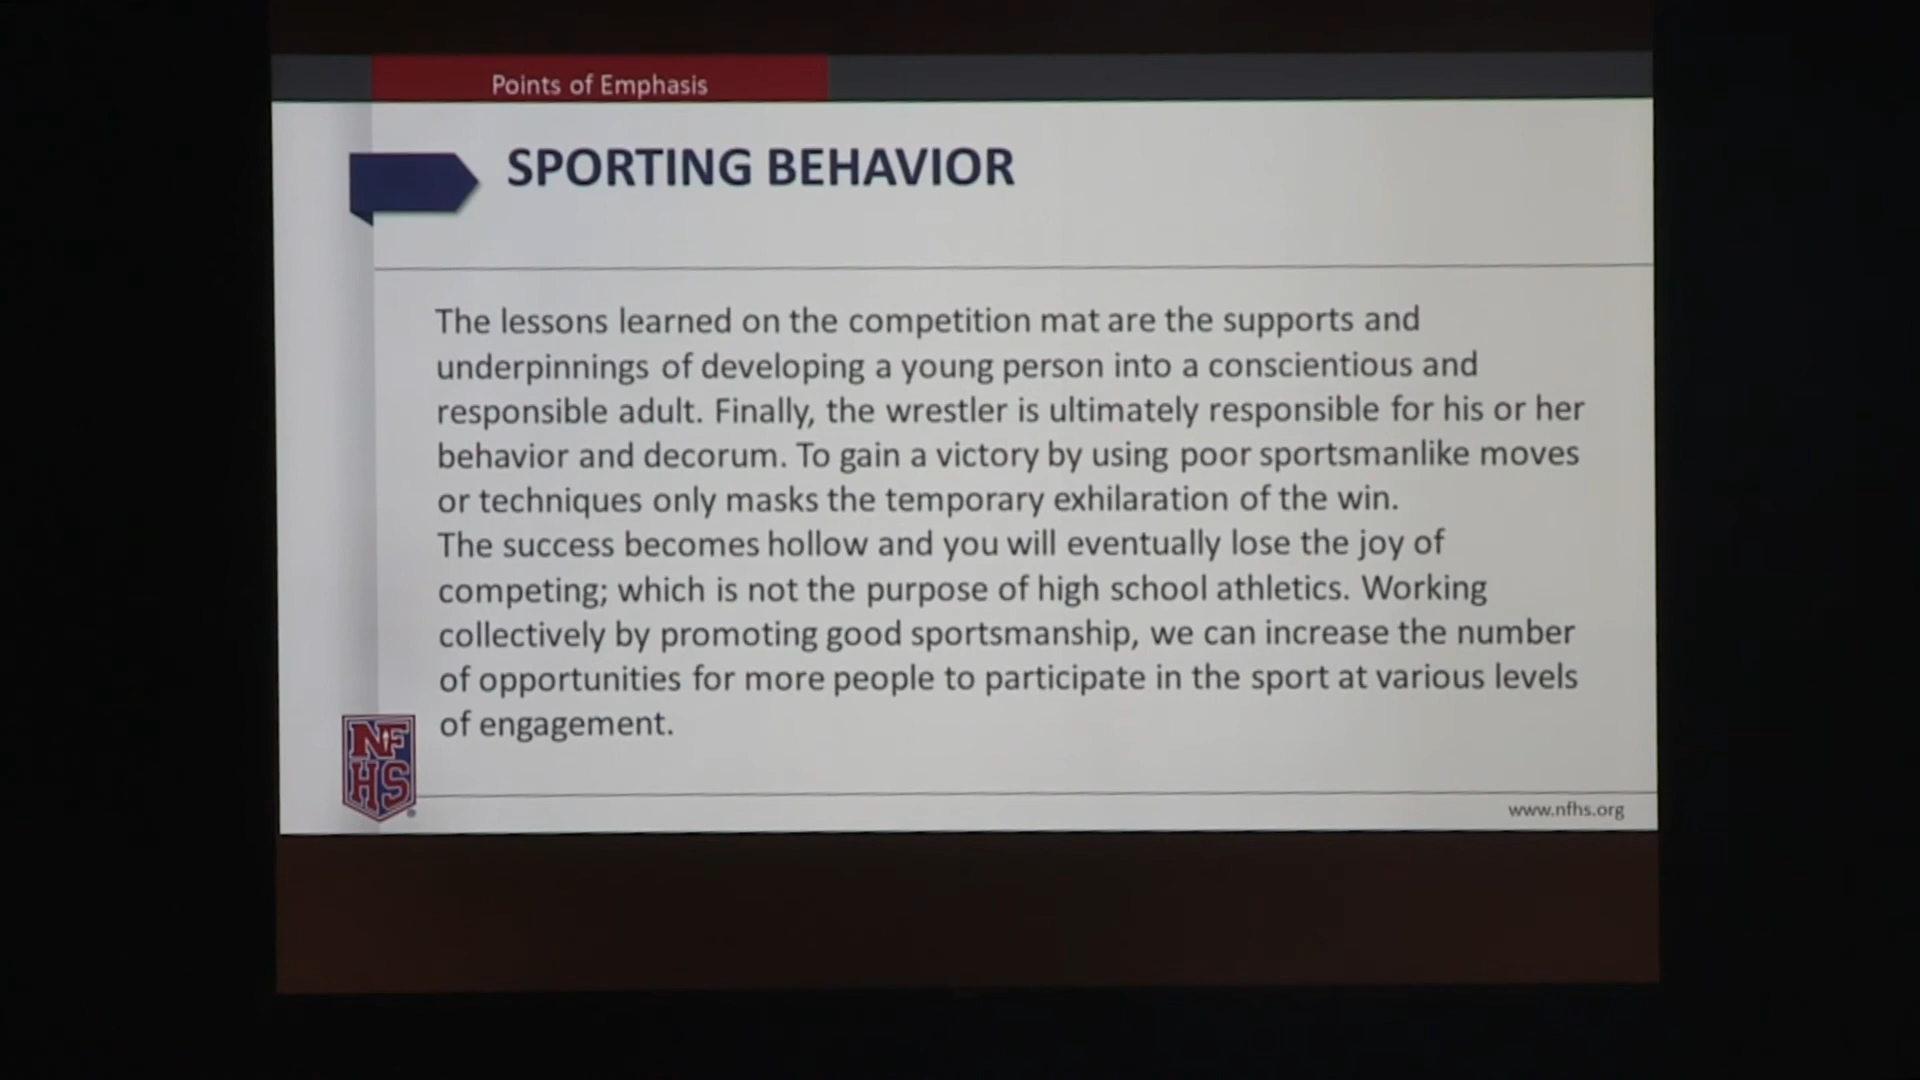 Points of Emphasis
SPORTING BEHAVIOR
The lessons learned on the competition mat are the supports and
underpinnings of developing a young person into a conscientious and
responsible adult. Finally, the wrestler is ultimately responsible for his or her
behavior and decorum. To gain a victory by using poor sportsmanlike moves
or techniques only masks the temporary exhilaration of the win.
The success becomes hollow and you will eventually lose the joy of
competing; which is not the purpose of high school athletics. Working
collectively by promoting good sportsmanship, we can increase the number
of opportunities for more people to participate in the sport at various levels
of engagement.
NF
HS
www.nfhs.org